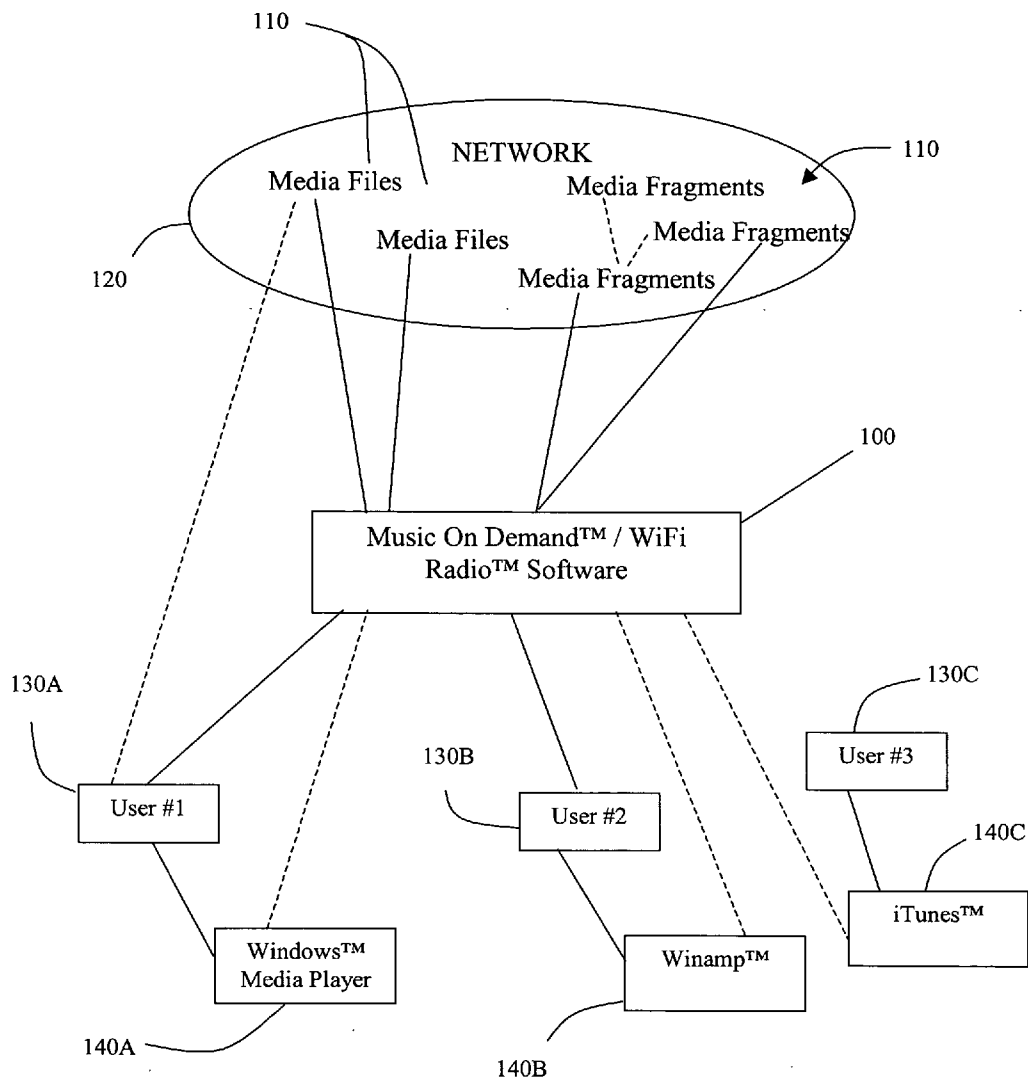 110
NETWORK
110
Media Files
Media Fragments
Media Files
Media Fragments
120
Media Fragments
100
Music On Demand™ / WiFi
Radio™ Software
130A
130C
User #3
130B
User #1
User #2
140C
iTunes™
Windows™
Media Player
Winamp™
140A
140B